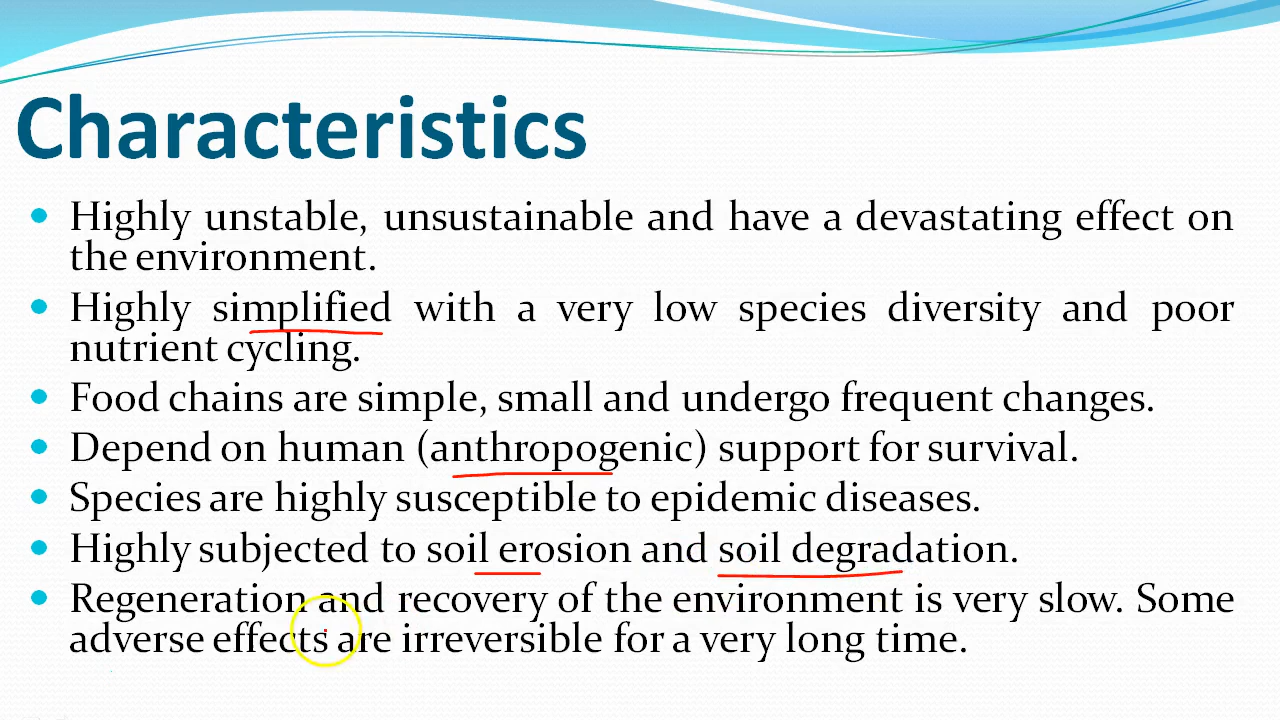 Characteristics
• Highly unstable, unsustainable and have a devastating effect on
the environment.
• Highly simplified with a very low species diversity and poor
nutrient cycling.
• Food chains are simple, small and undergo frequent changes.
• Depend on human (anthropogenic) support for survival.
• Species are highly susceptible to epidemic diseases.
• Highly subjected to soil erosion and soil degradation.
• Regeneration and recovery of the environment is very slow. Some
adverse effects are irreversible for a very long time.